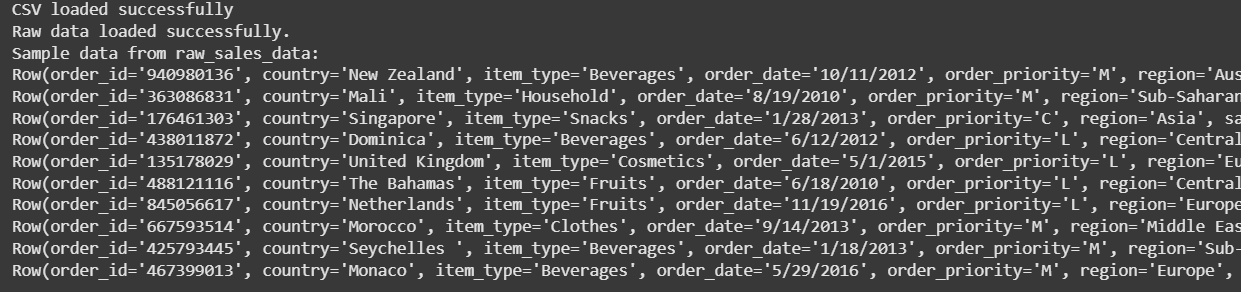 CSV loaded successfully
Raw data loaded successfully.
Sample data from raw_sales_data:
Row(order_id='940980136', country='New Zealand', item_type='Beverages', order_date='10/11/2012', order_priority='M', region='Aus
Row(order_id='363086831', country='Mali', item_type='Household', order_date='8/19/2010', order_priority='M', region='Sub-Saharan
Row(order_id='176461303', country='Singapore', item_type='Snacks', order_date='1/28/2013', order_priority='C', region='Asia', sa
Row(order_id='438011872', country='Dominica', item_type='Beverages', order_date='6/12/2012', order_priority='L', region='Central
Row(order_id='135178029', country='United Kingdom', item_type='Cosmetics', order_date='5/1/2015', order_priority='L', region='Eu
Row(order_id='488121116', country='The Bahamas', item_type='Fruits', order_date='6/18/2010', order_priority='L', region='Central
Row(order_id='845056617', country='Netherlands', item_type='Fruits', order_date='11/19/2016', order_priority='L', region='Europe
Row(order_id='667593514', country='Morocco', item_type='Clothes', order_date='9/14/2013', order_priority='M', region='Middle Eas
Row(order_id='425793445', country='Seychelles ', item_type='Beverages', order_date='1/18/2013', order_priority='M', region='Sub-
Row(order_id='467399013', country='Monaco', item_type='Beverages', order_date='5/29/2016', order_priority='M', region='Europe',